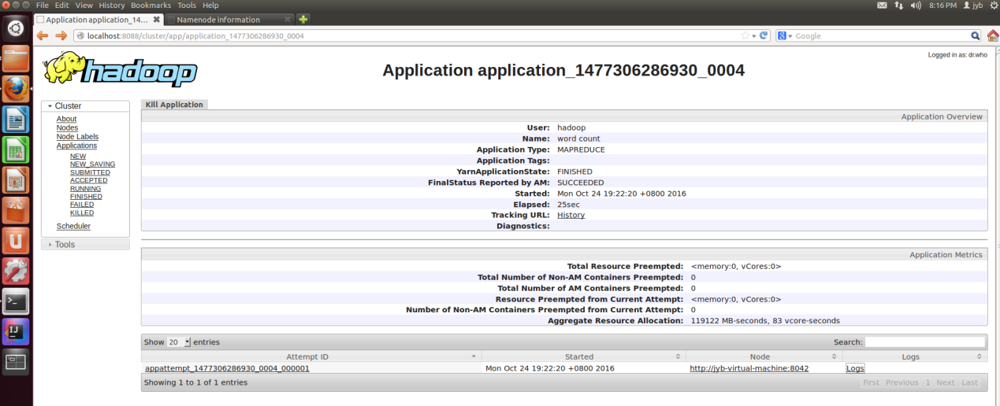 File Edit View History Bookmarks Tools Help
8:16 PM jyb
Application application_14...
Namenode information
localhost:8088/cluster/app/application_1477306286930_0004
Google
Logged in as: dr.who
hadoop
Application application_1477306286930_0004
Cluster
About
Nodes
Node Labels
Applications
NEW
NEW_SAVING
SUBMITTED
ACCEPTED
RUNNING
FINISHED
FAILED
KILLED
Scheduler
Tools
Kill Application
Application Overview
User: hadoop
Name: word count
Application Type: MAPREDUCE
Application Tags:
YarnApplicationState: FINISHED
FinalStatus Reported by AM: SUCCEEDED
Started: Mon Oct 24 19:22:20 +0800 2016
Elapsed: 25sec
Tracking URL: History
Diagnostics:
Application Metrics
Total Resource Preempted: <memory:0, vCores:0>
Total Number of Non-AM Containers Preempted: 0
Total Number of AM Containers Preempted: 0
Resource Preempted from Current Attempt: <memory:0, vCores:0>
Number of Non-AM Containers Preempted from Current Attempt: 0
Aggregate Resource Allocation: 119122 MB-seconds, 83 vcore-seconds
Show 20 entries Search:
Attempt ID Started Node Logs
appattempt_1477306286930_0004_000001 Mon Oct 24 19:22:20 +0800 2016 http://jyb-virtual-machine:8042 Logs
Showing 1 to 1 of 1 entries First Previous 1 Next Last